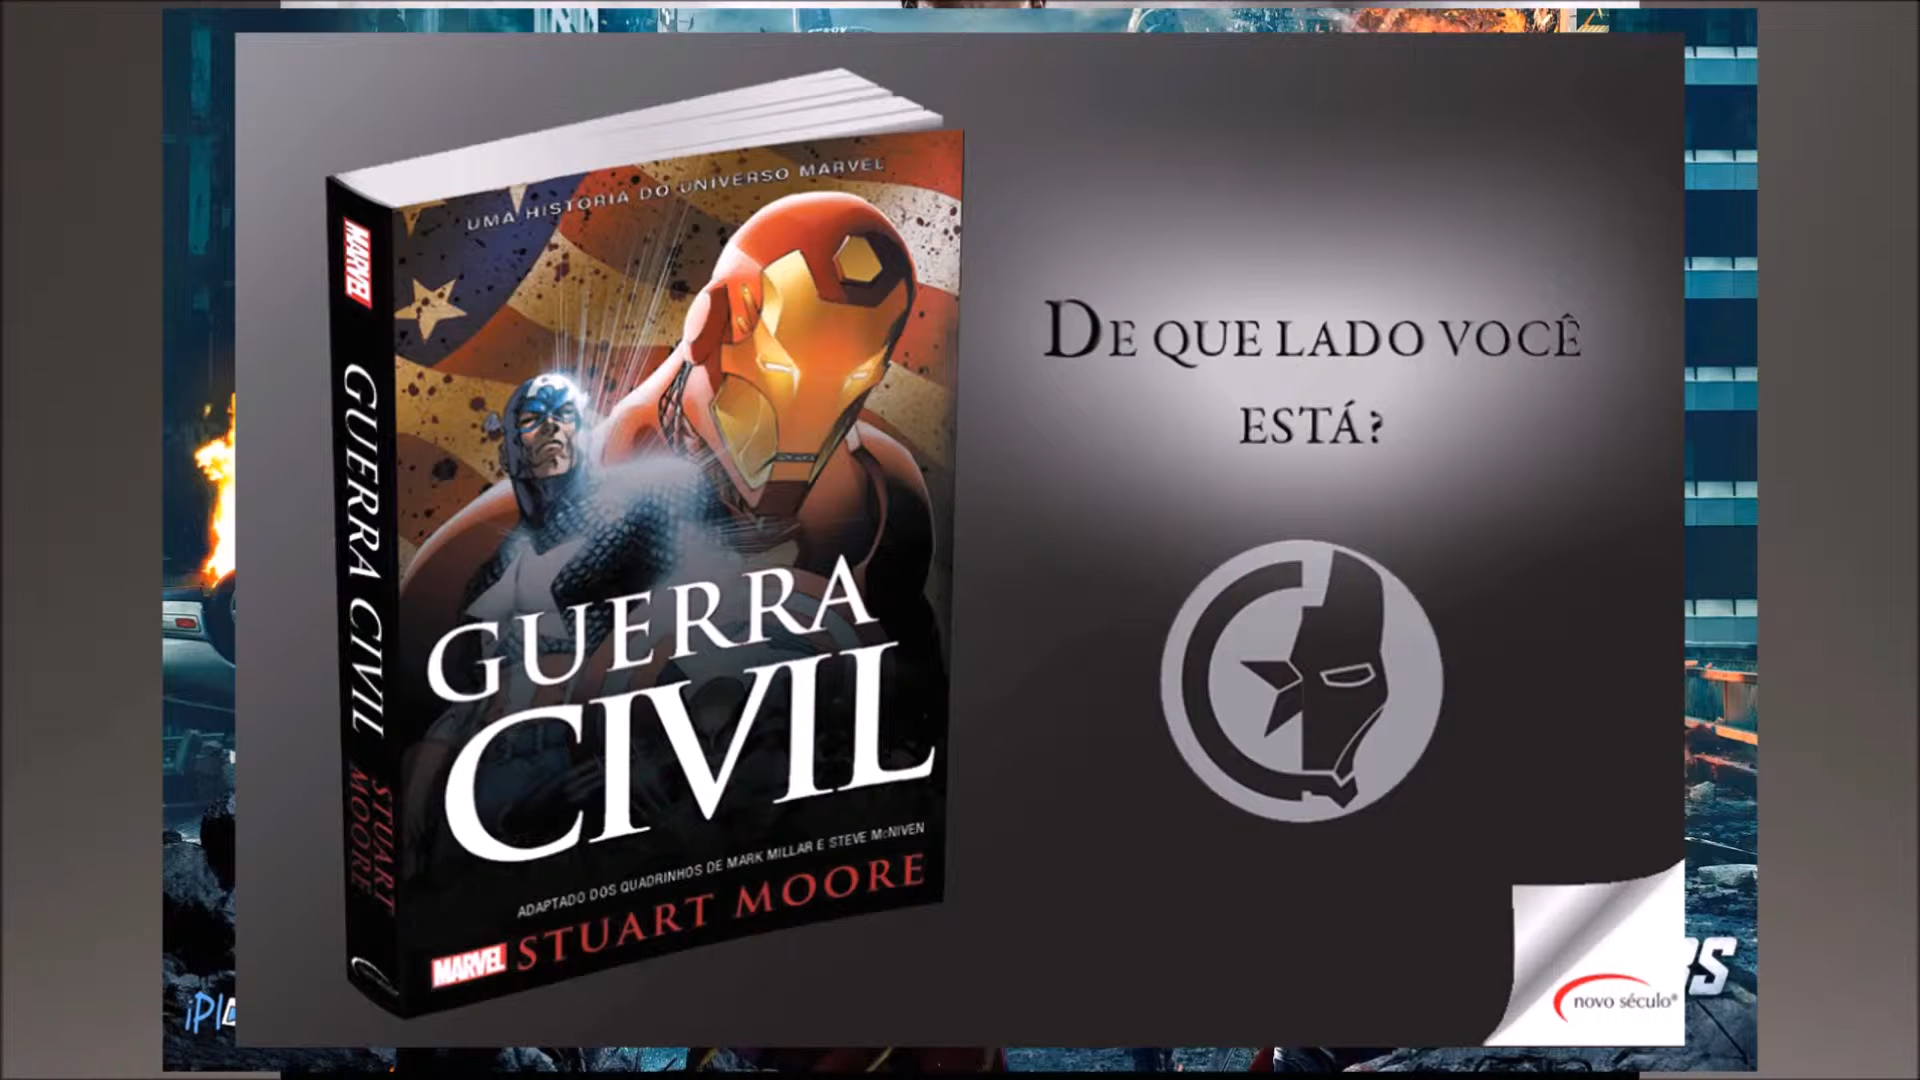 UMA HISTÓRIA DO UNIVERSO MARVEL
MARVEL
GUERRA CIVIL
STUART MOORE
GUERRA
CIVIL
ADAPTADO DOS QUADRINHOS DE MARK MILLAR E STEVE McNIVEN
MARVEL STUART MOORE
DE QUE LADO VOCÊ
ESTÁ?
novo século®